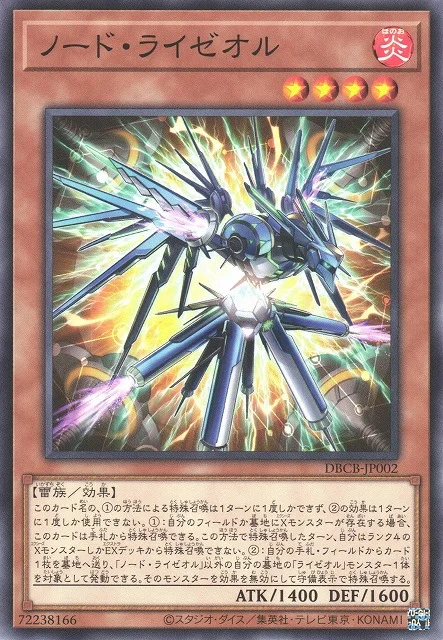 ノード・ライゼオル
炎
DBCB-JP002
【雷族/効果】
このカード名の、①の方法による特殊召喚は1ターンに1度しかできず、②の効果は1ターン
に1度しか使用できない。①:自分のフィールドか墓地にXモンスターが存在する場合、
このカードは手札から特殊召喚できる。この方法で特殊召喚したターン、自分はランク4の
XモンスターしかEXデッキから特殊召喚できない。②:自分の手札・フィールドからカード
1枚を墓地へ送り、「ノード・ライゼオル」以外の自分の墓地の「ライゼオル」モンスター1体
を対象として発動できる。そのモンスターを効果を無効にして守備表示で特殊召喚する。
ATK/1400 DEF/1600
72238166
©スタジオ・ダイス/集英社・テレビ東京・KONAMI